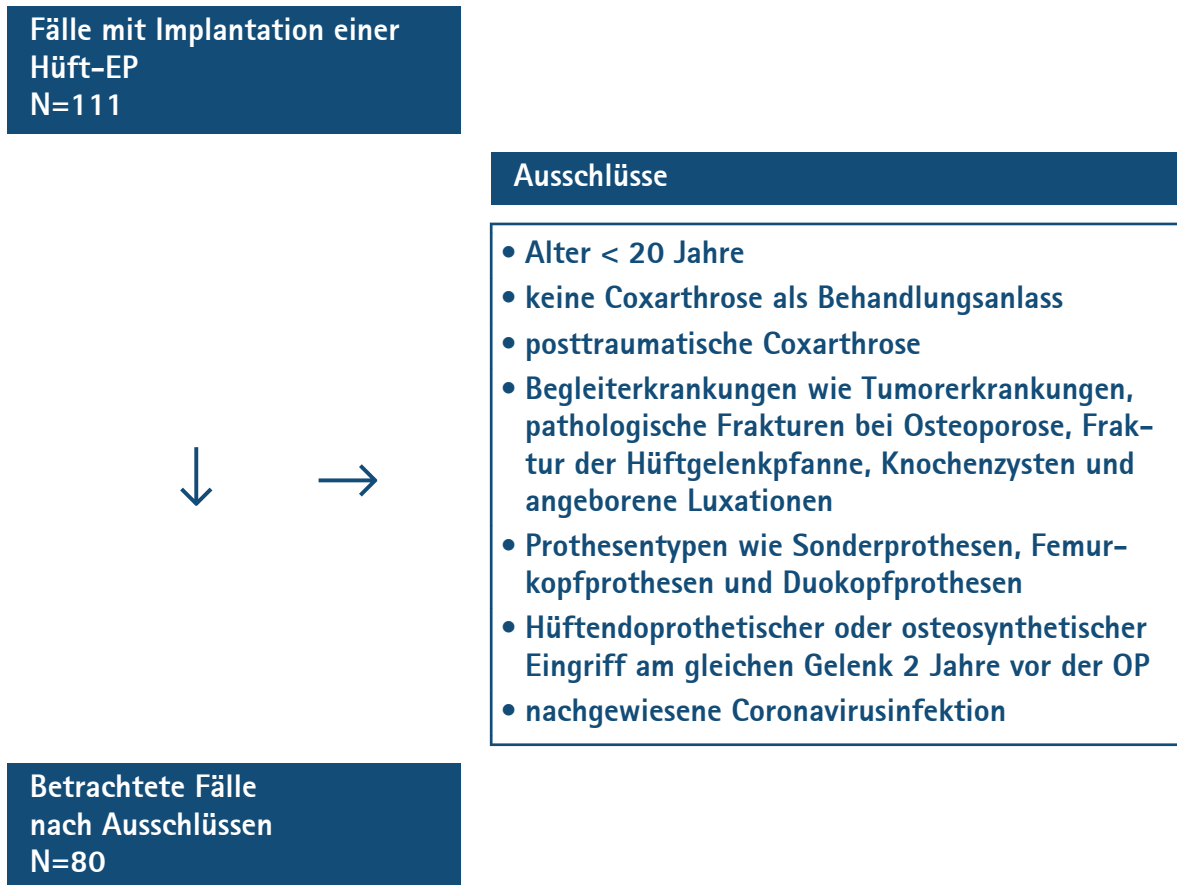 Fälle mit Implantation einer
Hüft-EP
N=111
Ausschlüsse
• Alter < 20 Jahre
• keine Coxarthrose als Behandlungsanlass
• posttraumatische Coxarthrose
• Begleiterkrankungen wie Tumorerkrankungen,
pathologische Frakturen bei Osteoporose, Frak-
tur der Hüftgelenkpfanne, Knochenzysten und
angeborene Luxationen
• Prothesentypen wie Sonderprothesen, Femur-
kopfprothesen und Duokopfprothesen
• Hüftendoprothetischer oder osteosynthetischer
Eingriff am gleichen Gelenk 2 Jahre vor der OP
• nachgewiesene Coronavirusinfektion
Betrachtete Fälle
nach Ausschlüssen
N=80